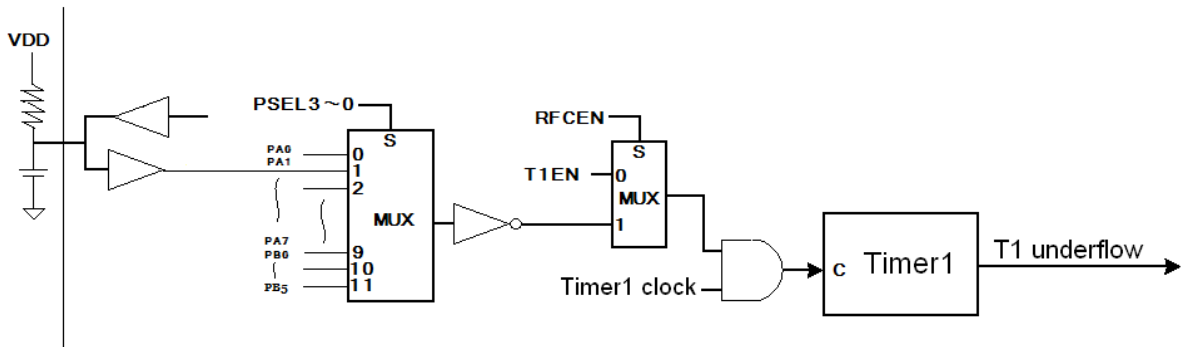 VDD
PSEL3~0
S
PA0
0
PA1
1
2
MUX
PA7
9
PB0
10
PB5
11
RFCEN
S
T1EN
0
MUX
1
Timer1 clock
C
Timer1
T1 underflow